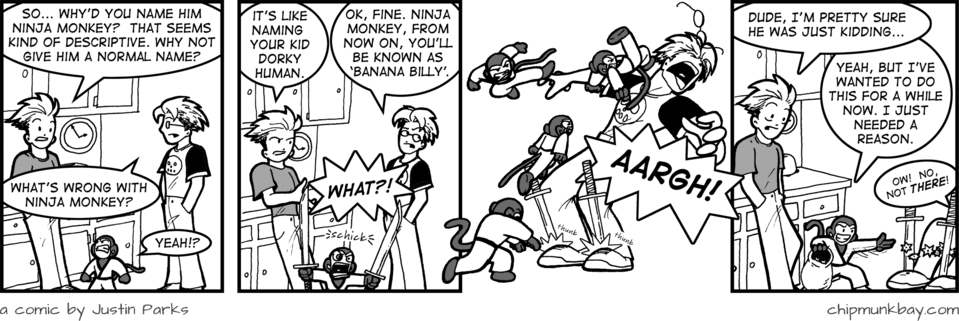 SO... WHY'D YOU NAME HIM
NINJA MONKEY? THAT SEEMS
KIND OF DESCRIPTIVE. WHY NOT
GIVE HIM A NORMAL NAME?
WHAT'S WRONG WITH
NINJA MONKEY?
YEAH!?
IT'S LIKE
NAMING
YOUR KID
DORKY
HUMAN.
OK, FINE. NINJA
MONKEY, FROM
NOW ON, YOU'LL
BE KNOWN AS
'BANANA BILLY'.
WHAT?!
schick
AARGH!
thunk
thunk
DUDE, I'M PRETTY SURE
HE WAS JUST KIDDING...
YEAH, BUT I'VE
WANTED TO DO
THIS FOR A WHILE
NOW. I JUST
NEEDED A
REASON.
OW! NO,
NOT THERE!
a comic by Justin Parks
chipmunkbay.com